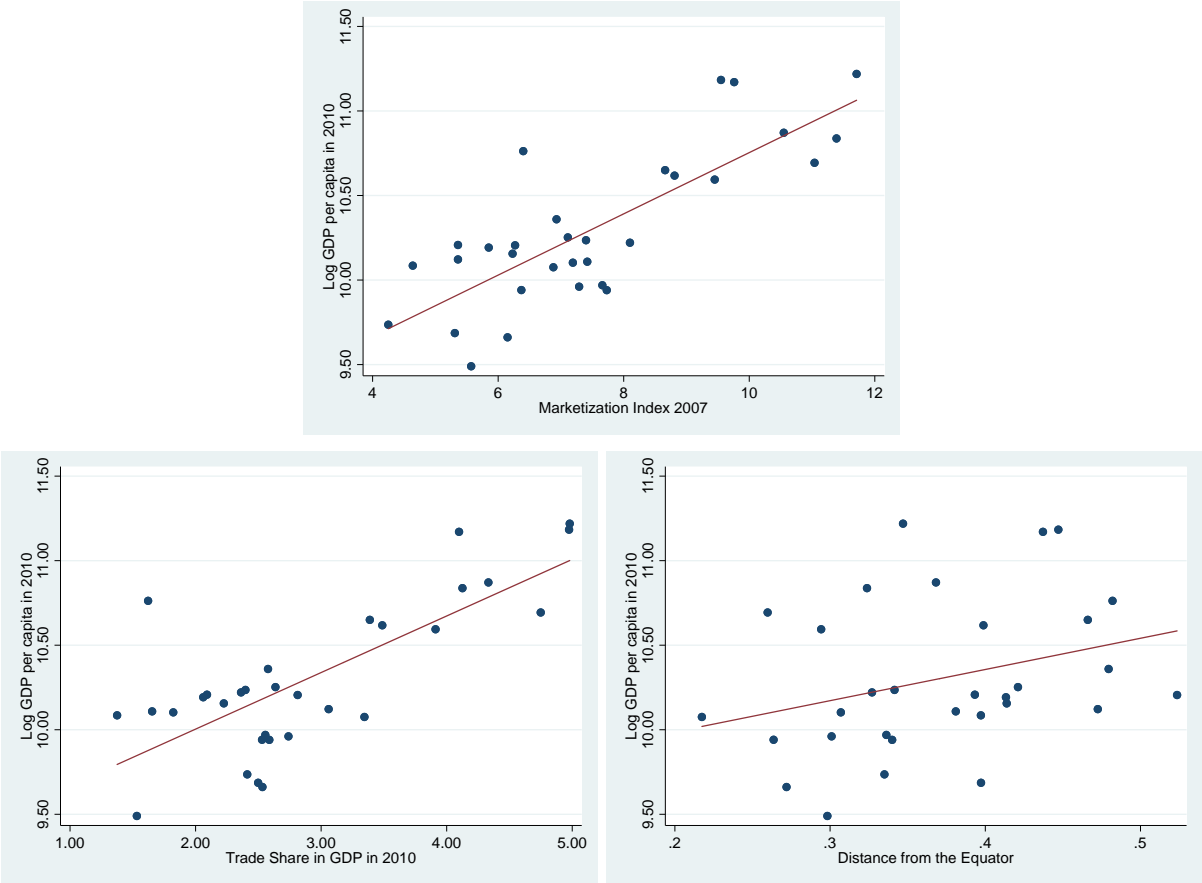 Log GDP per capita in 2010
11.50
11.00
10.50
10.00
9.50
4 6 8 10 12
Marketization Index 2007
Log GDP per capita in 2010
11.50
11.00
10.50
10.00
9.50
1.00 2.00 3.00 4.00 5.00
Trade Share in GDP in 2010
Log GDP per capita in 2010
11.50
11.00
10.50
10.00
9.50
.2 .3 .4 .5
Distance from the Equator